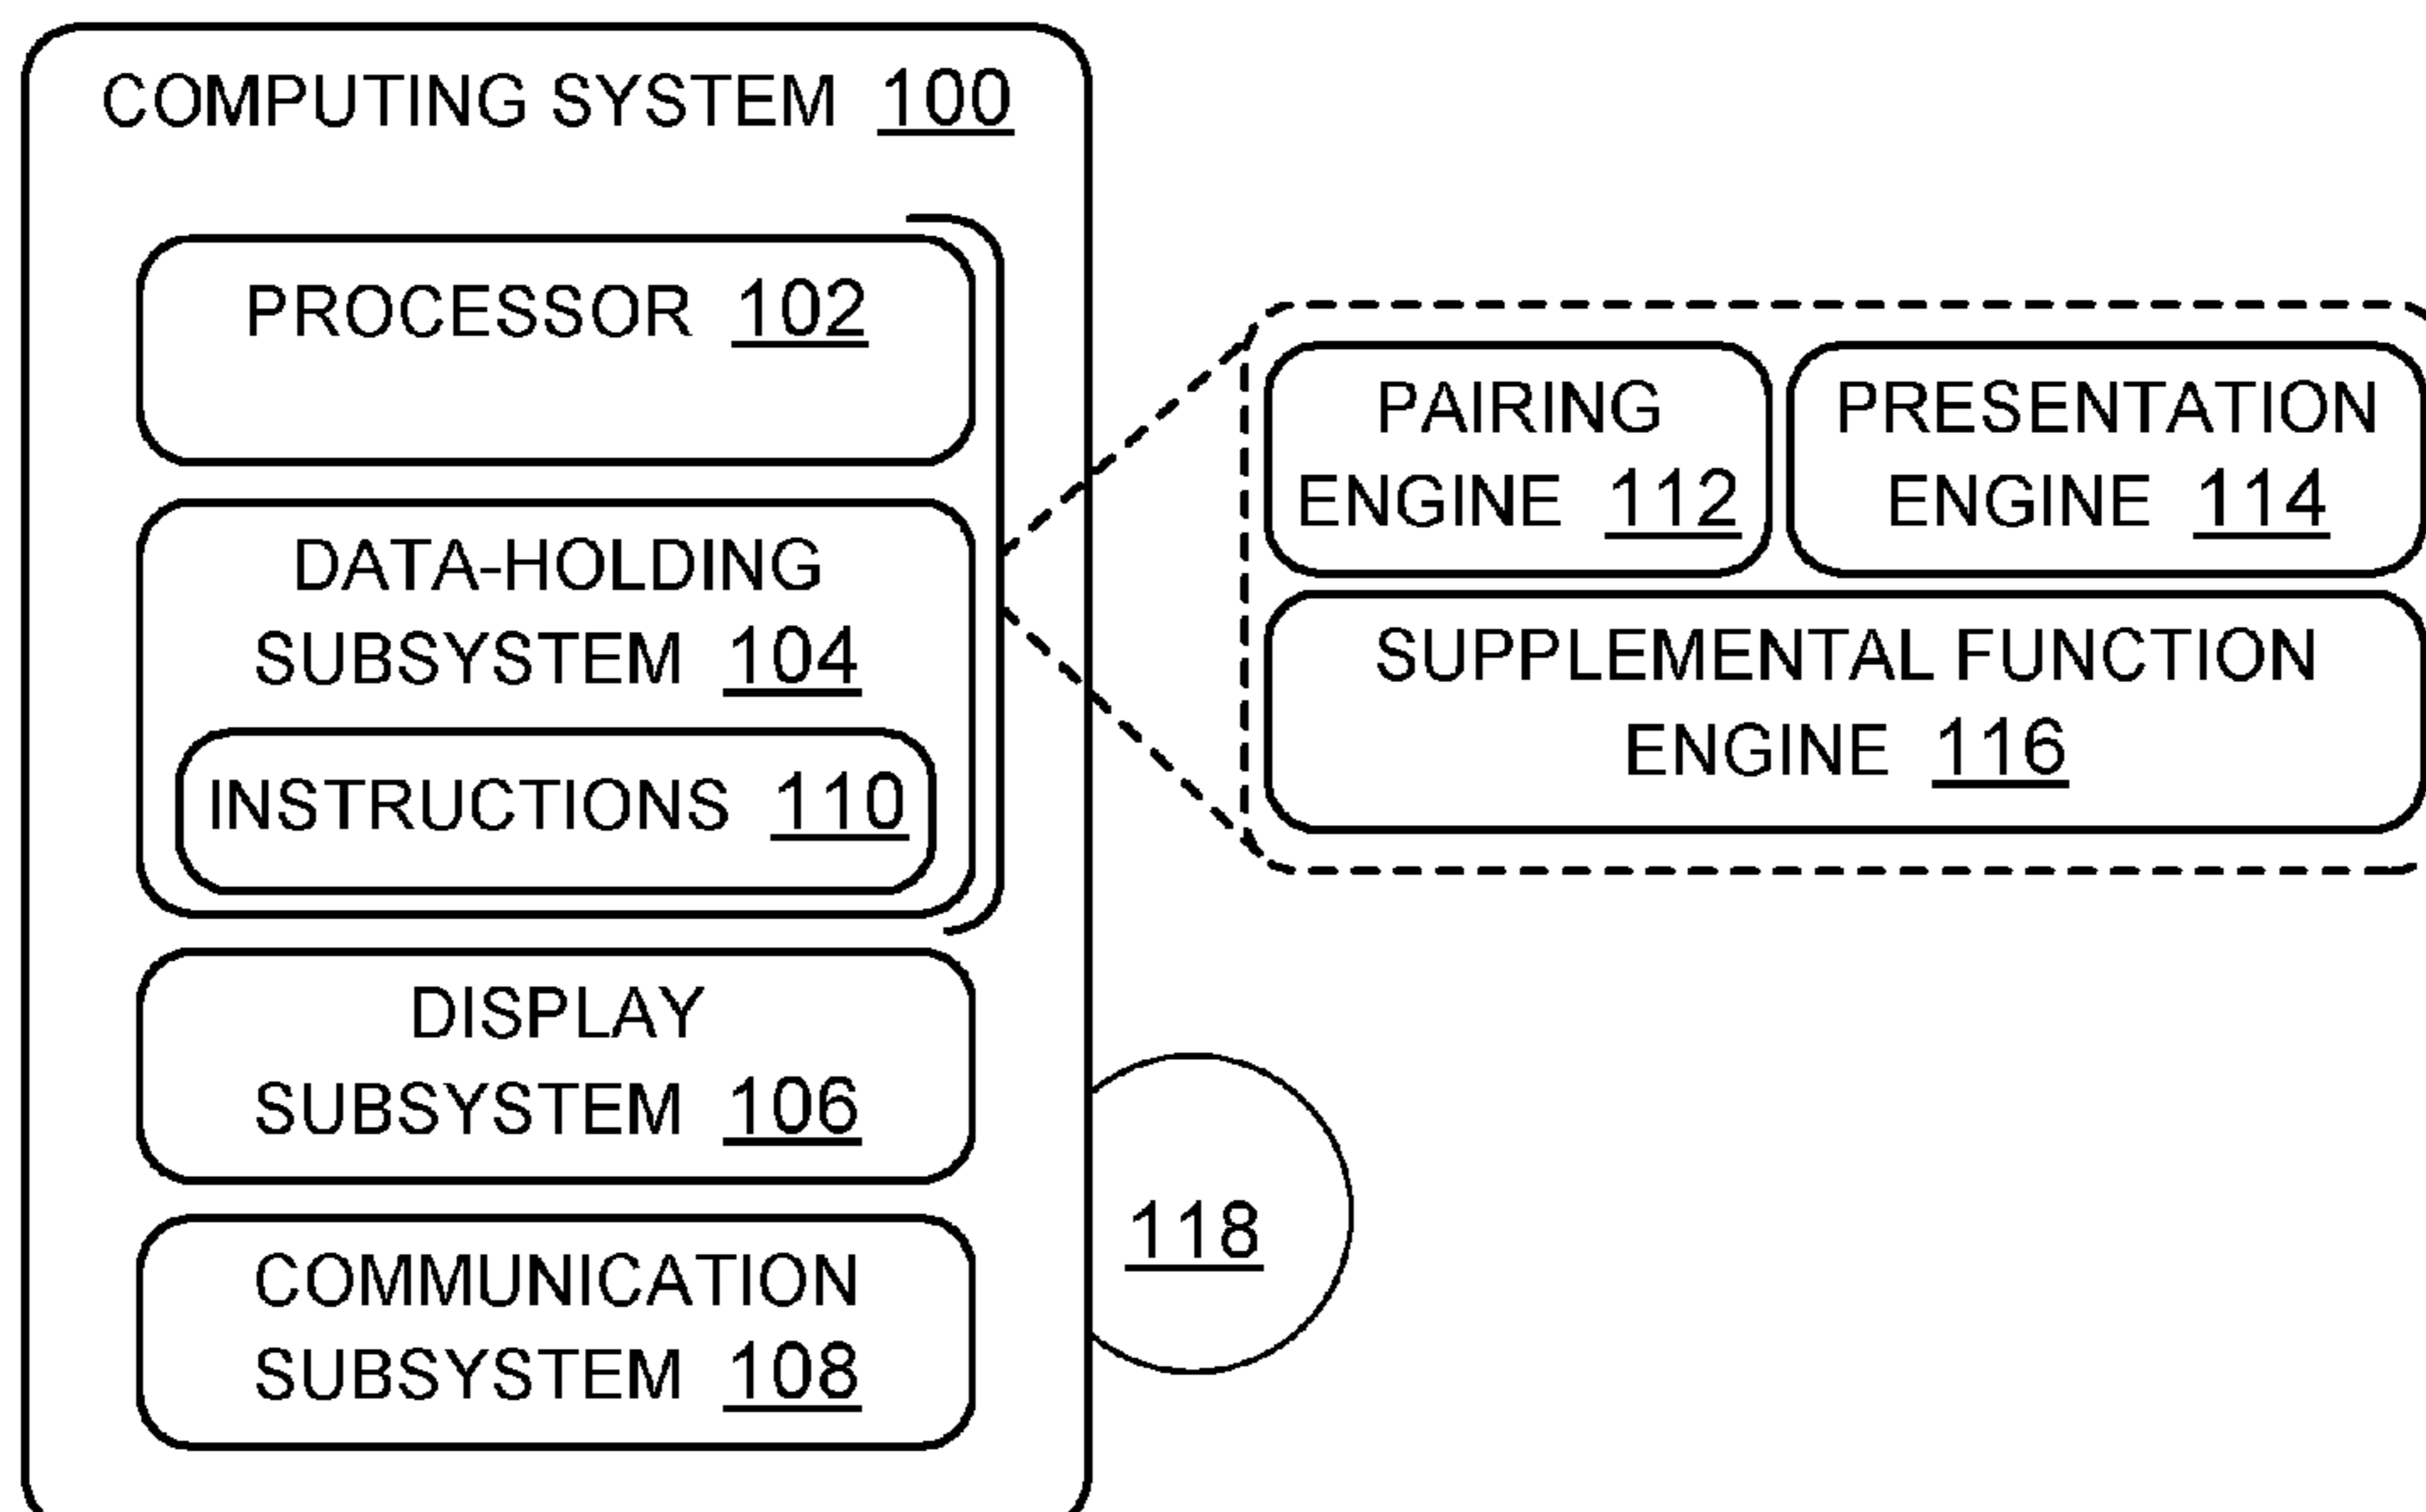 COMPUTING SYSTEM 100
PROCESSOR 102
DATA-HOLDING
SUBSYSTEM 104
INSTRUCTIONS 110
DISPLAY
SUBSYSTEM 106
COMMUNICATION
SUBSYSTEM 108
PAIRING
ENGINE 112
PRESENTATION
ENGINE 114
SUPPLEMENTAL FUNCTION
ENGINE 116
118